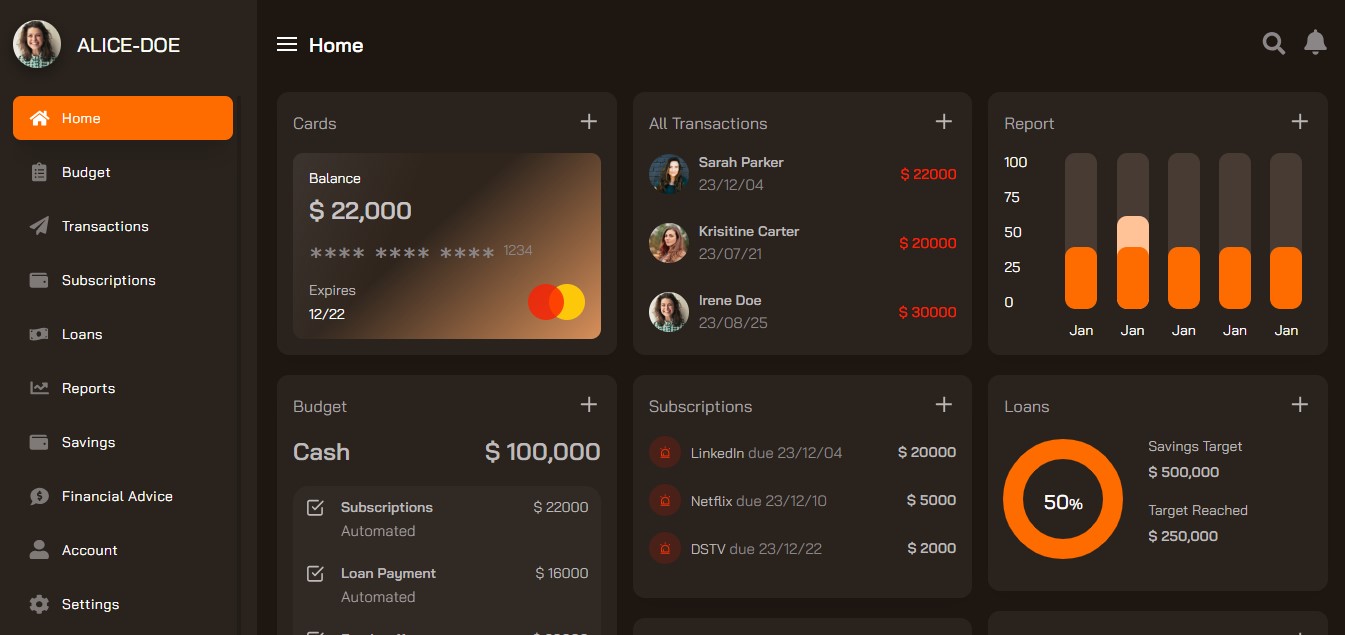 ALICE-DOE
Home
Budget
Transactions
Subscriptions
Loans
Reports
Savings
Financial Advice
Account
Settings
Home
Cards
Balance
$ 22,000
**** **** **** 1234
Expires
12/22
All Transactions
Sarah Parker
23/12/04
$ 22000
Krisitine Carter
23/07/21
$ 20000
Irene Doe
23/08/25
$ 30000
Report
100
75
50
25
0
Jan Jan Jan Jan Jan
Budget
Cash $ 100,000
Subscriptions $ 22000
Automated
Loan Payment $ 16000
Automated
Subscriptions
LinkedIn due 23/12/04 $ 20000
Netflix due 23/12/10 $ 5000
DSTV due 23/12/22 $ 2000
Loans
50%
Savings Target
$ 500,000
Target Reached
$ 250,000